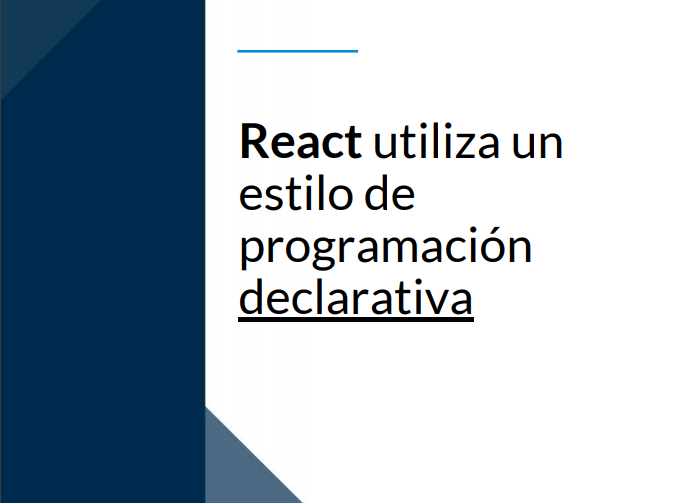 React utiliza un
estilo de
programación
declarativa